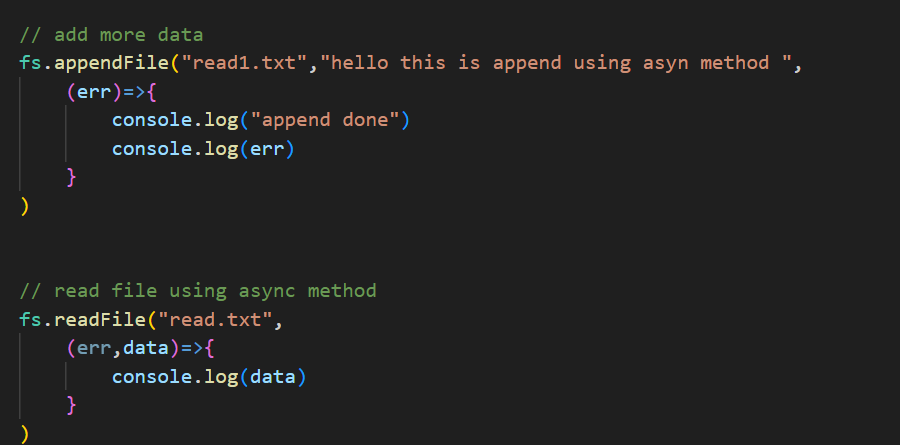 // add more data
fs.appendFile("read1.txt","hello this is append using asyn method ",
    (err)=>{
        console.log("append done")
        console.log(err)
    }
)
// read file using async method
fs.readFile("read.txt",
    (err,data)=>{
        console.log(data)
    }
)